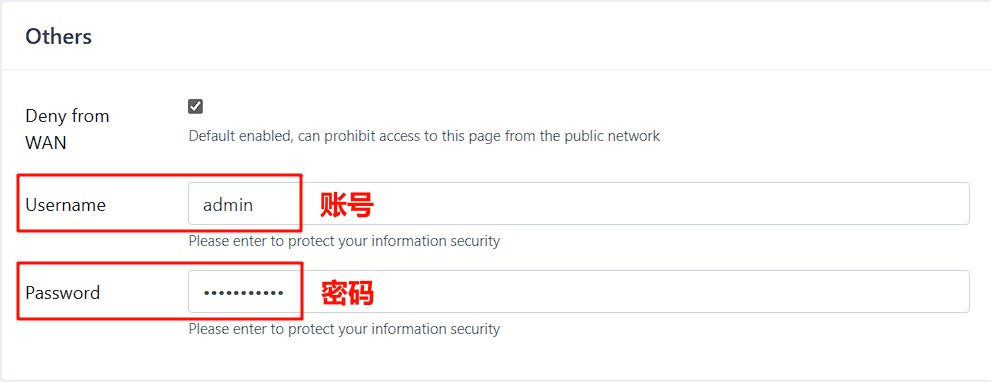 Others
Deny from
WAN
Default enabled, can prohibit access to this page from the public network
Username admin 账号
Please enter to protect your information security
Password ••••••••••• 密码
Please enter to protect your information security